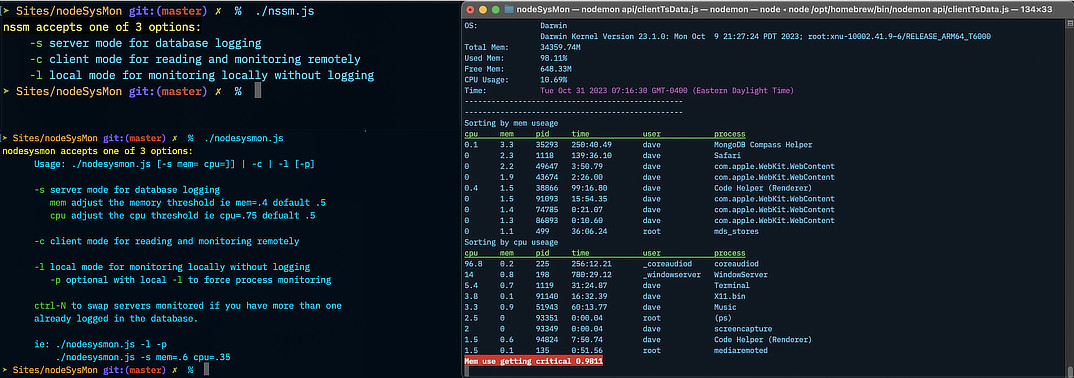 ➤ Sites/nodeSysMon git:(master) ✗ % ./nssm.js
nssm accepts one of 3 options:
-s server mode for database logging
-c client mode for reading and monitoring remotely
-l local mode for monitoring locally without logging
➤ Sites/nodeSysMon git:(master) ✗ %
➤ Sites/nodeSysMon git:(master) ✗ % ./nodesysmon.js
nodesysmon accepts one of 3 options:
Usage: ./nodesysmon.js [-s mem= cpu=]] | -c | -l [-p]
-s server mode for database logging
mem adjust the memory threshold ie mem=.4 default .5
cpu adjust the cpu threshold ie cpu=.75 defualt .5
-c client mode for reading and monitoring remotely
-l local mode for monitoring locally without logging
-p optional with local -l to force process monitoring
ctrl-N to swap servers monitored if you have more than one
already logged in the database.
ie: ./nodesysmon.js -l -p
./nodesysmon.js -s mem=.6 cpu=.35
➤ Sites/nodeSysMon git:(master) ✗ %
nodeSysMon — nodemon api/clientTsData.js — node ◂ node /opt/homebrew/bin/nodemon api/clientTsData.js — 134×33
OS: Darwin
Darwin Kernel Version 23.1.0: Mon Oct 9 21:27:24 PDT 2023; root:xnu-10002.41.9~6/RELEASE_ARM64_T6000
Total Mem: 34359.74M
Used Mem: 98.11%
Free Mem: 648.33M
CPU Usage: 10.69%
Time: Tue Oct 31 2023 07:16:30 GMT-0400 (Eastern Daylight Time)
--------------------------------------------------
--------------------------------------------------
Sorting by mem useage
cpu mem pid time user process
0.1 3.3 35293 250:40.49 dave MongoDB Compass Helper
0 2.3 1118 139:36.10 dave Safari
0 2.2 49647 3:50.79 dave com.apple.WebKit.WebContent
0 1.9 43674 2:26.00 dave com.apple.WebKit.WebContent
0.4 1.5 38866 99:16.80 dave Code Helper (Renderer)
0 1.5 91093 15:54.35 dave com.apple.WebKit.WebContent
0 1.4 74785 0:21.07 dave com.apple.WebKit.WebContent
0 1.3 86893 0:10.60 dave com.apple.WebKit.WebContent
0 1.1 499 36:06.24 root mds_stores
Sorting by cpu useage
cpu mem pid time user process
96.8 0.2 225 256:12.21 _coreaudiod coreaudiod
14 0.8 198 780:29.12 _windowserver WindowServer
5.4 0.7 1119 31:24.87 dave Terminal
3.8 0.1 91140 16:32.39 dave X11.bin
3.3 0.9 51943 60:13.77 dave Music
2.5 0 93351 0:00.04 root (ps)
2 0 93349 0:00.04 dave screencapture
1.5 0.6 94824 7:50.74 dave Code Helper (Renderer)
1.5 0.1 135 0:51.56 root mediaremoted
Mem use getting critical 0.9811